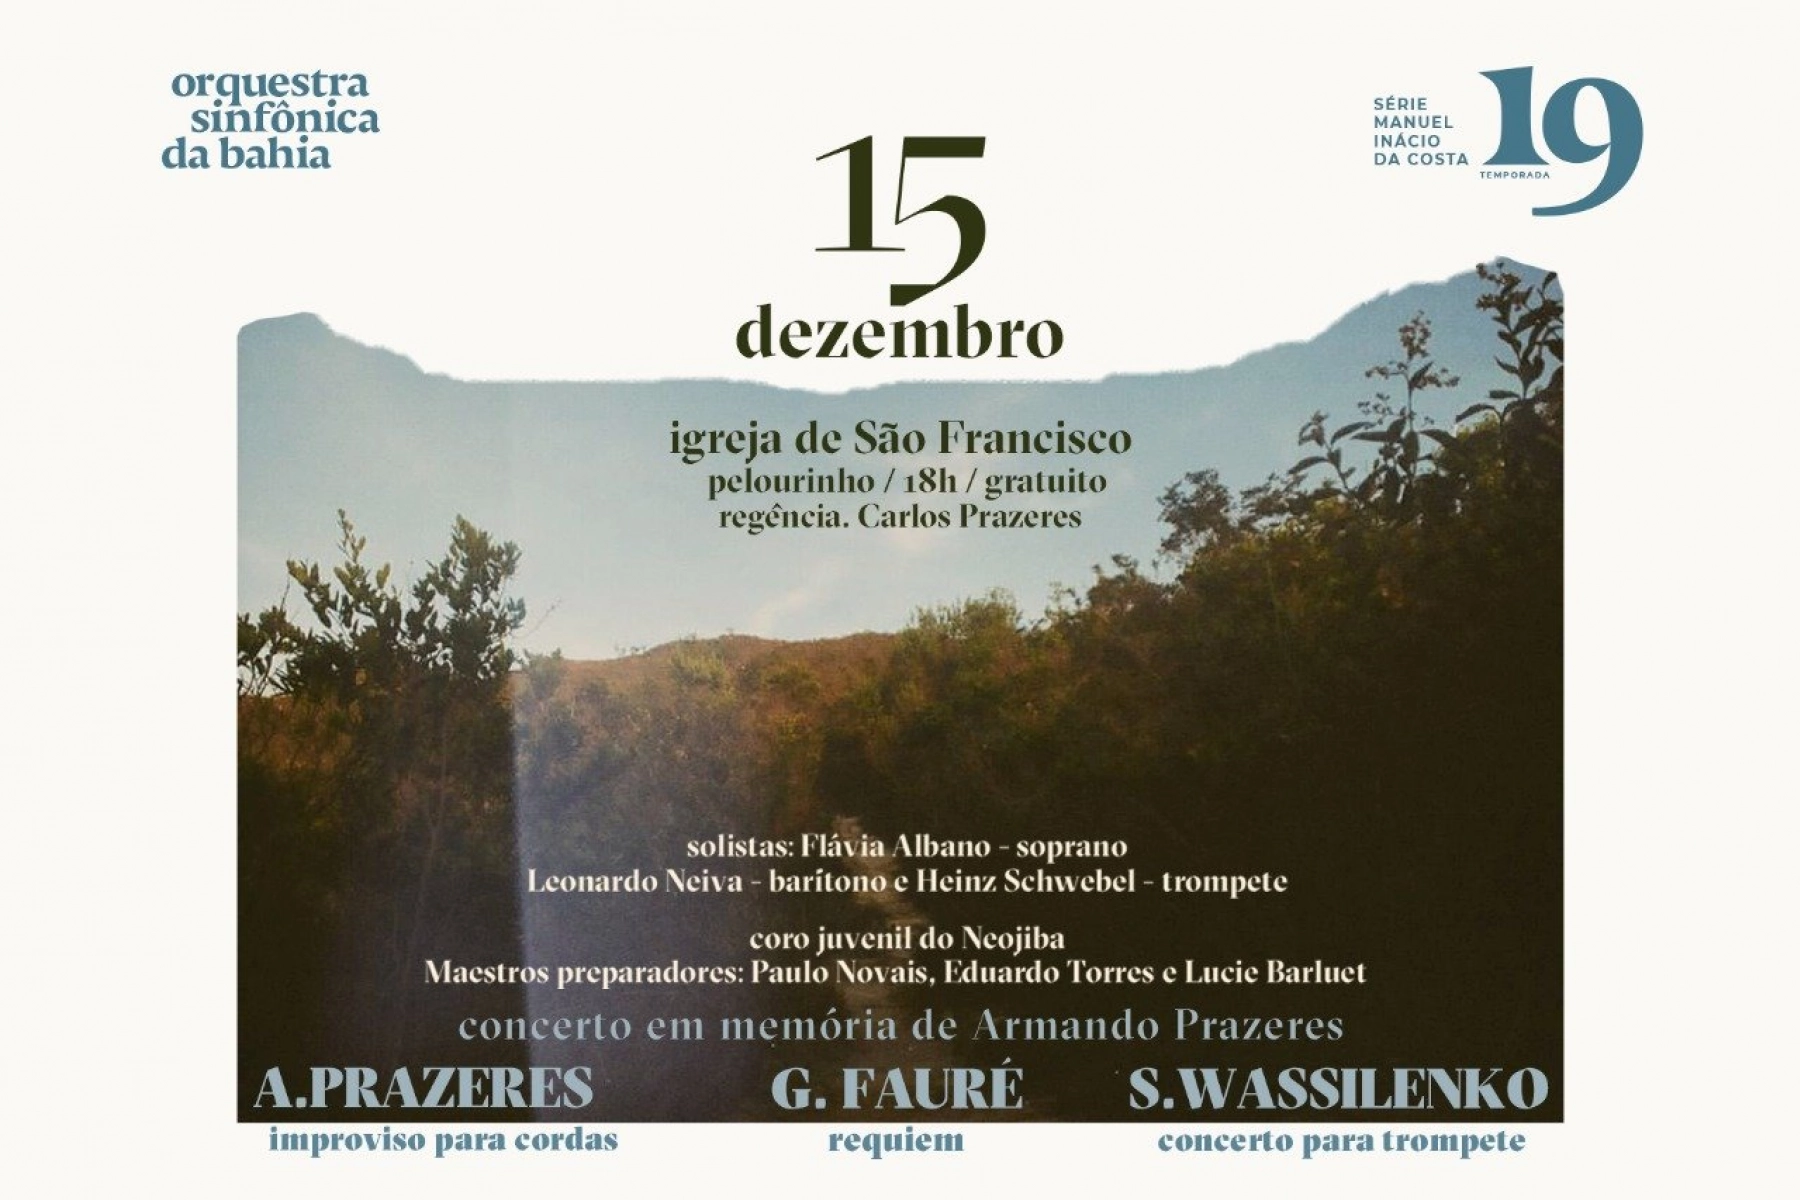 orquestra
sinfônica
da bahia
SÉRIE
MANUEL
INÁCIO
DA COSTA
19
TEMPORADA
15
dezembro
igreja de São Francisco
pelourinho / 18h / gratuito
regência. Carlos Prazeres
solistas: Flávia Albano - soprano
Leonardo Neiva - barítono e Heinz Schwebel - trompete
coro juvenil do Neojiba
Maestros preparadores: Paulo Novais, Eduardo Torres e Lucie Barluet
concerto em memória de Armando Prazeres
A.PRAZERES
improviso para cordas
G. FAURÉ
requiem
S.WASSILENKO
concerto para trompete